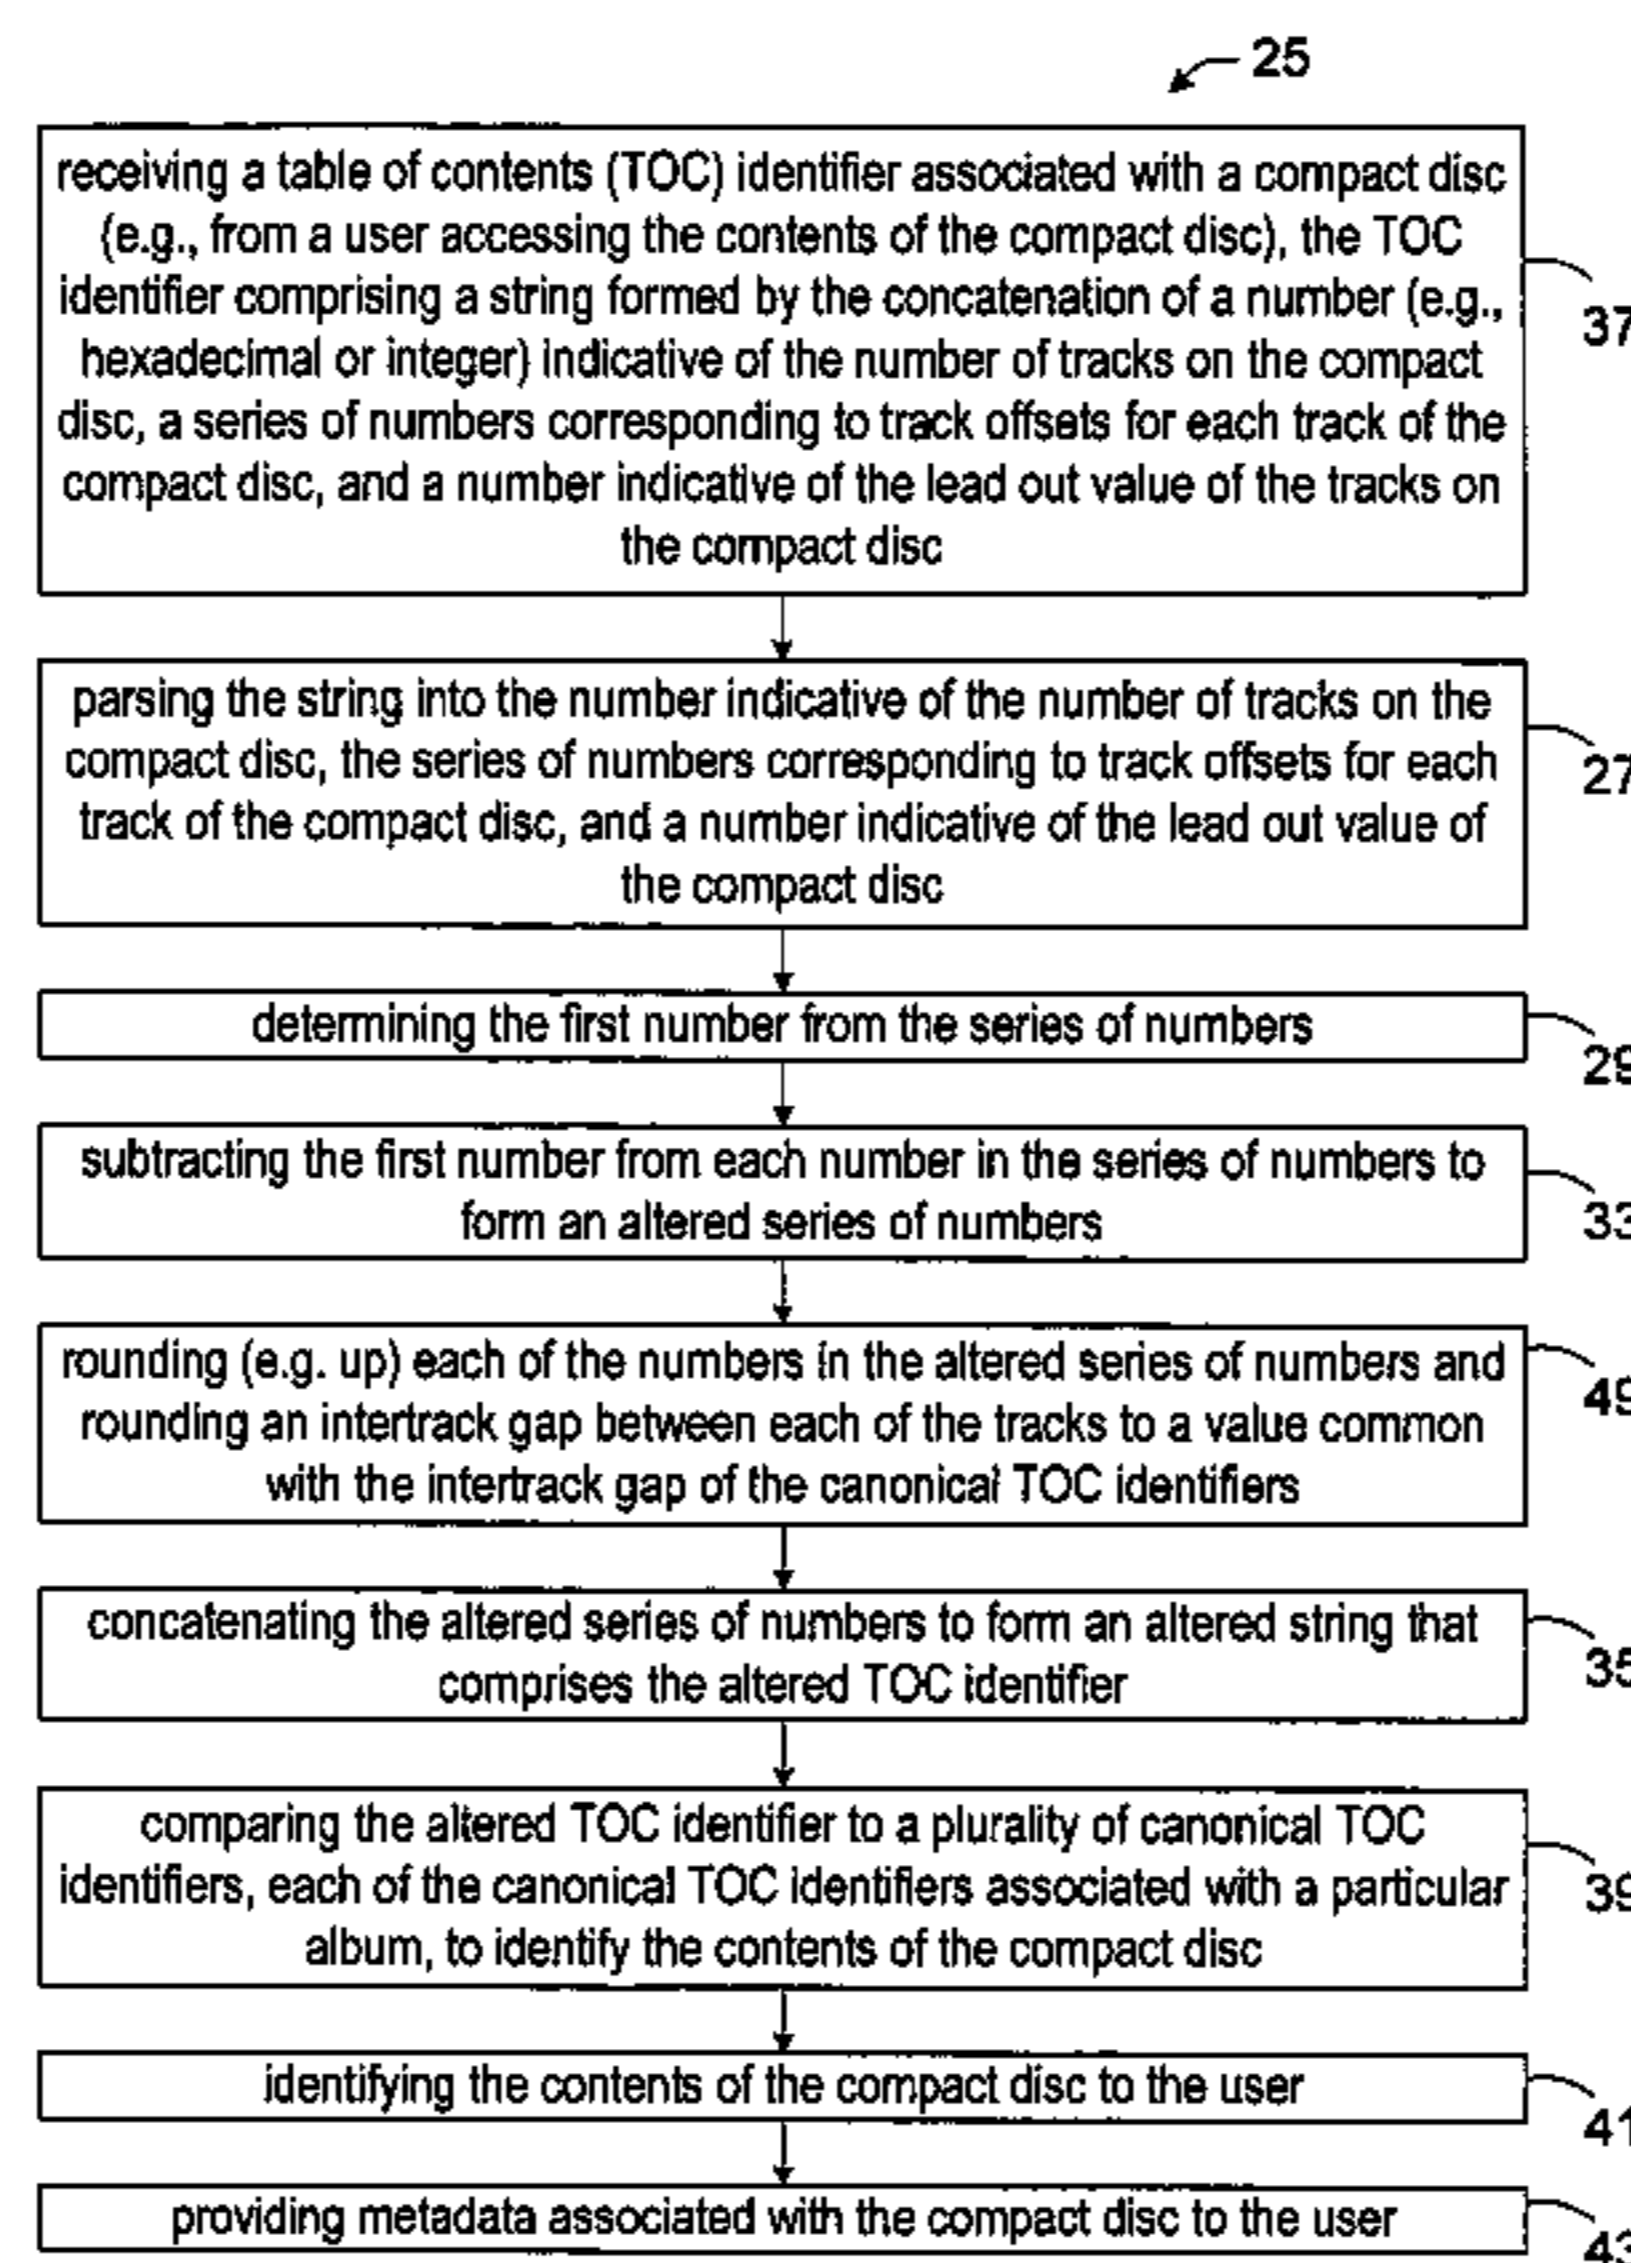 25
receiving a table of contents (TOC) identifier associated with a compact disc
(e.g., from a user accessing the contents of the compact disc), the TOC
identifier comprising a string formed by the concatenation of a number (e.g.,
hexadecimal or integer) indicative of the number of tracks on the compact
disc, a series of numbers corresponding to track offsets for each track of the
compact disc, and a number indicative of the lead out value of the tracks on
the compact disc
37
parsing the string into the number indicative of the number of tracks on the
compact disc, the series of numbers corresponding to track offsets for each
track of the compact disc, and a number indicative of the lead out value of
the compact disc
27
determining the first number from the series of numbers
29
subtracting the first number from each number in the series of numbers to
form an altered series of numbers
33
rounding (e.g. up) each of the numbers in the altered series of numbers and
rounding an intertrack gap between each of the tracks to a value common
with the intertrack gap of the canonical TOC identifiers
49
concatenating the altered series of numbers to form an altered string that
comprises the altered TOC identifier
35
comparing the altered TOC identifier to a plurality of canonical TOC
identifiers, each of the canonical TOC identifiers associated with a particular
album, to identify the contents of the compact disc
39
identifying the contents of the compact disc to the user
41
providing metadata associated with the compact disc to the user
43